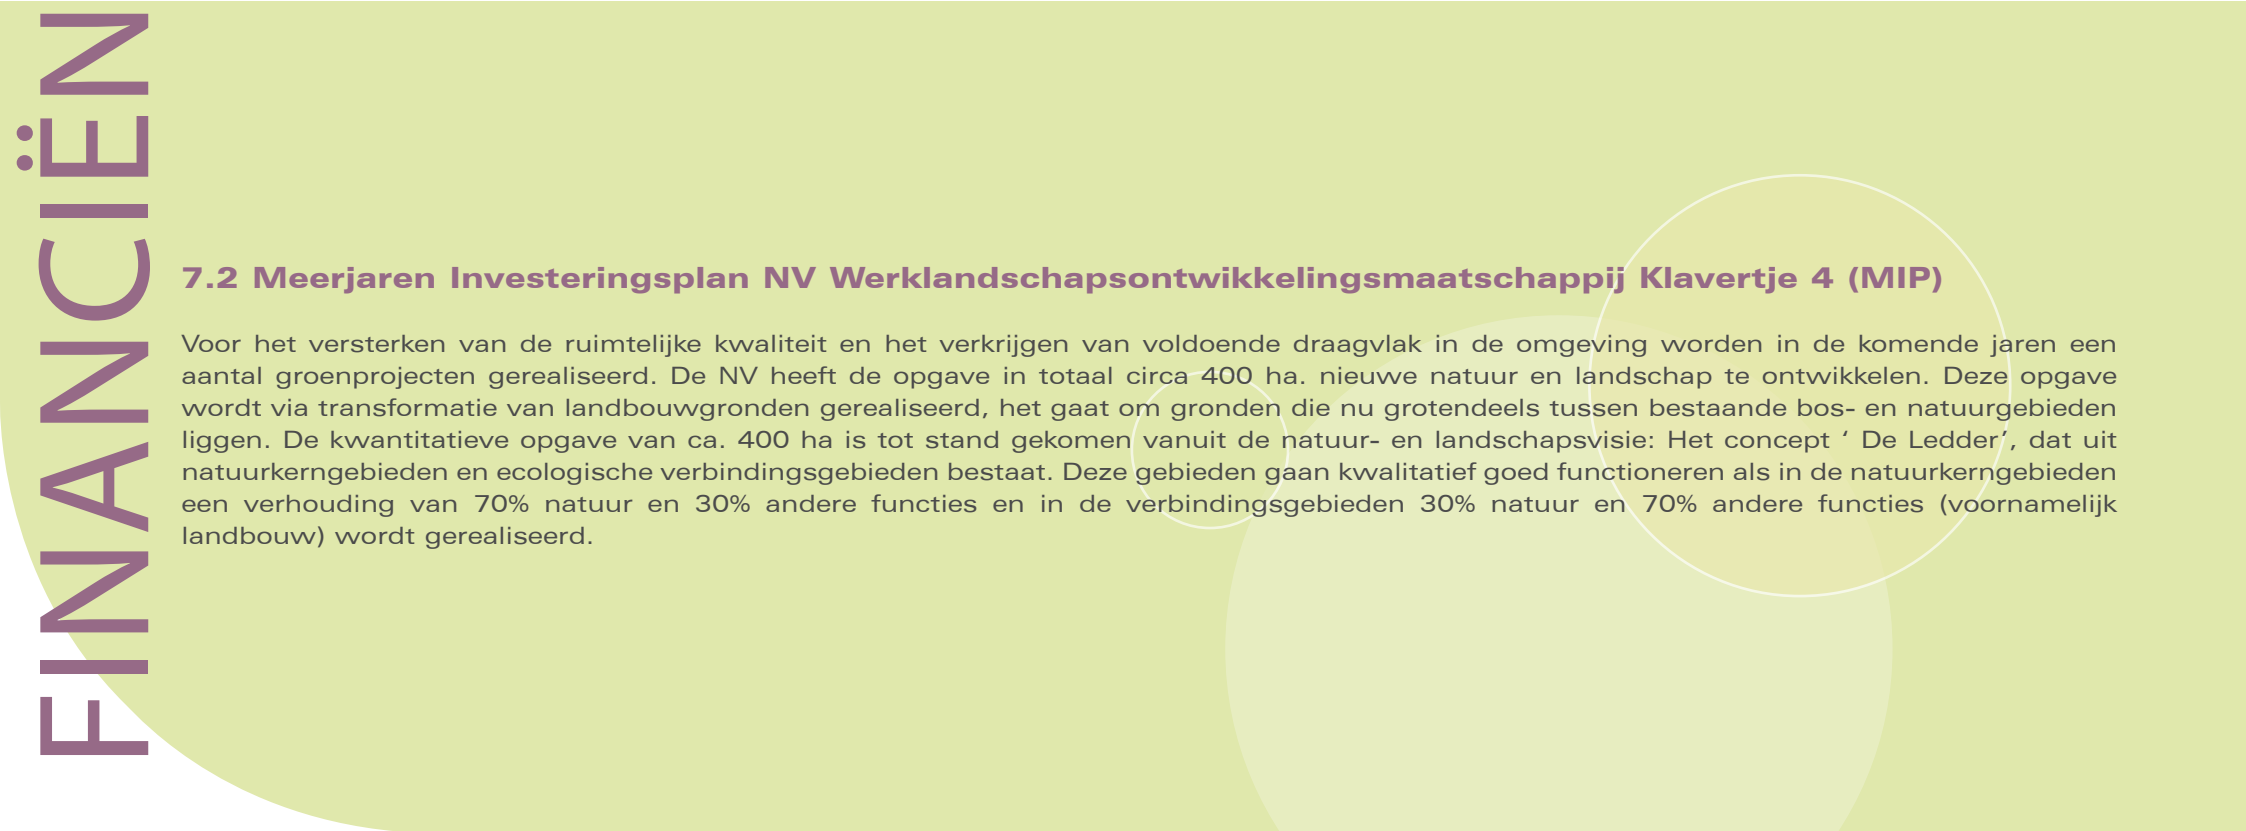 FINANCIËN
7.2 Meerjaren Investeringsplan NV Werklandschapsontwikkelingsmaatschappij Klavertje 4 (MIP)
Voor het versterken van de ruimtelijke kwaliteit en het verkrijgen van voldoende draagvlak in de omgeving worden in de komende jaren een
aantal groenprojecten gerealiseerd. De NV heeft de opgave in totaal circa 400 ha. nieuwe natuur en landschap te ontwikkelen. Deze opgave
wordt via transformatie van landbouwgronden gerealiseerd, het gaat om gronden die nu grotendeels tussen bestaande bos- en natuurgebieden
liggen. De kwantitatieve opgave van ca. 400 ha is tot stand gekomen vanuit de natuur- en landschapsvisie: Het concept ‘ De Ledder’, dat uit
natuurkerngebieden en ecologische verbindingsgebieden bestaat. Deze gebieden gaan kwalitatief goed functioneren als in de natuurkerngebieden
een verhouding van 70% natuur en 30% andere functies en in de verbindingsgebieden 30% natuur en 70% andere functies (voornamelijk
landbouw) wordt gerealiseerd.